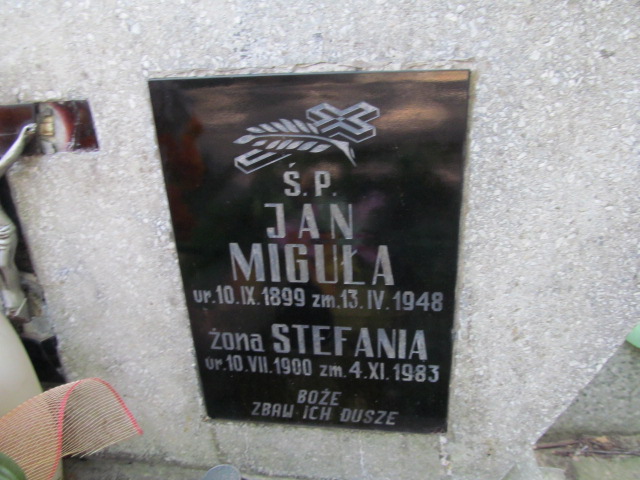 Ś.P.
JAN
MIGUŁA
ur. 10. IX. 1899 zm. 13. IV. 1948
żona STEFANIA
ur. 10. VII. 1900 zm. 4. XI. 1983
BOŻE
ZBAW ICH DUSZE